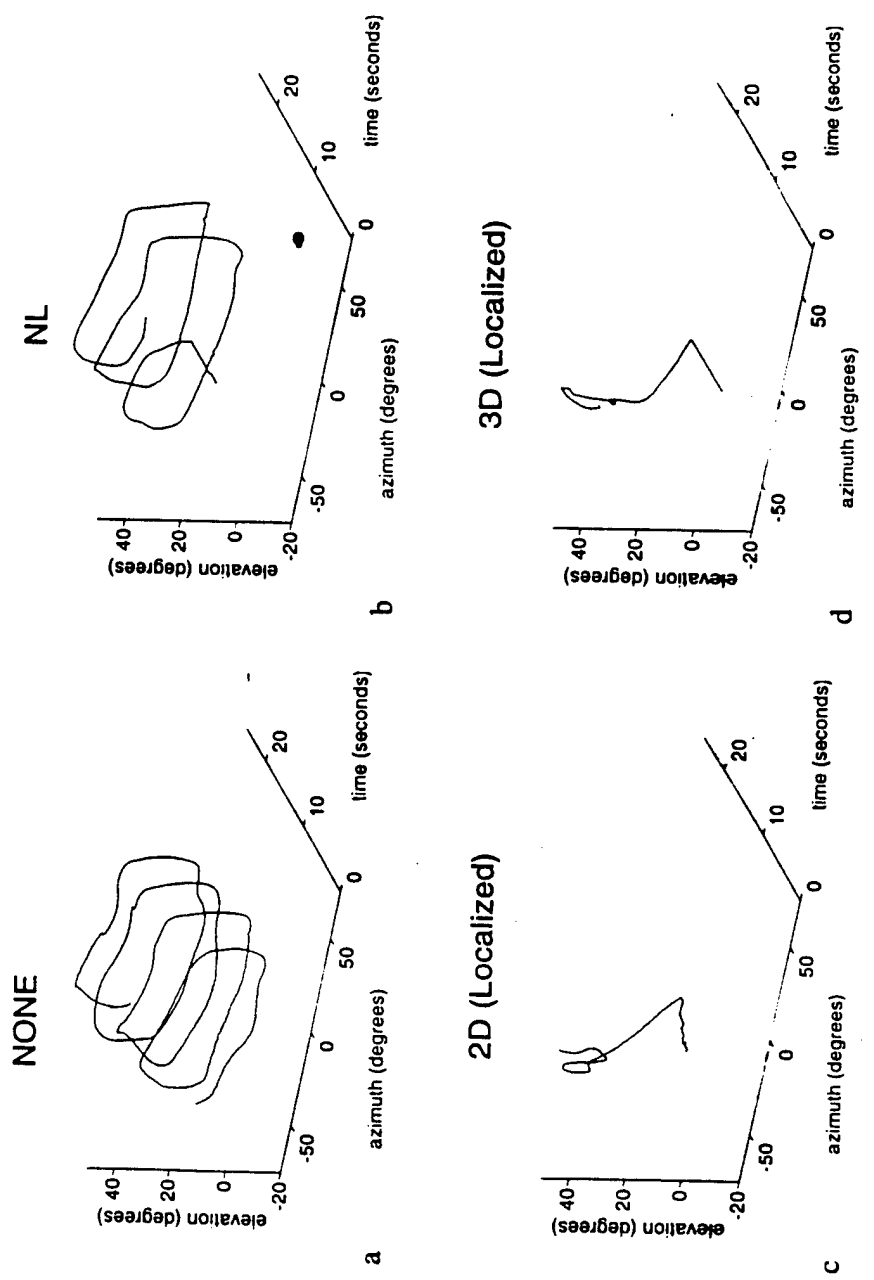 NONE
elevation (degrees)
40
20
0
-20
-50
0
50
azimuth (degrees)
0
10
20
time (seconds)
a
NL
elevation (degrees)
40
20
0
-20
-50
0
50
azimuth (degrees)
0
10
20
time (seconds)
b
2D (Localized)
elevation (degrees)
40
20
0
-20
-50
0
50
azimuth (degrees)
0
10
20
time (seconds)
c
3D (Localized)
elevation (degrees)
40
20
0
-20
-50
0
50
azimuth (degrees)
0
10
20
time (seconds)
d